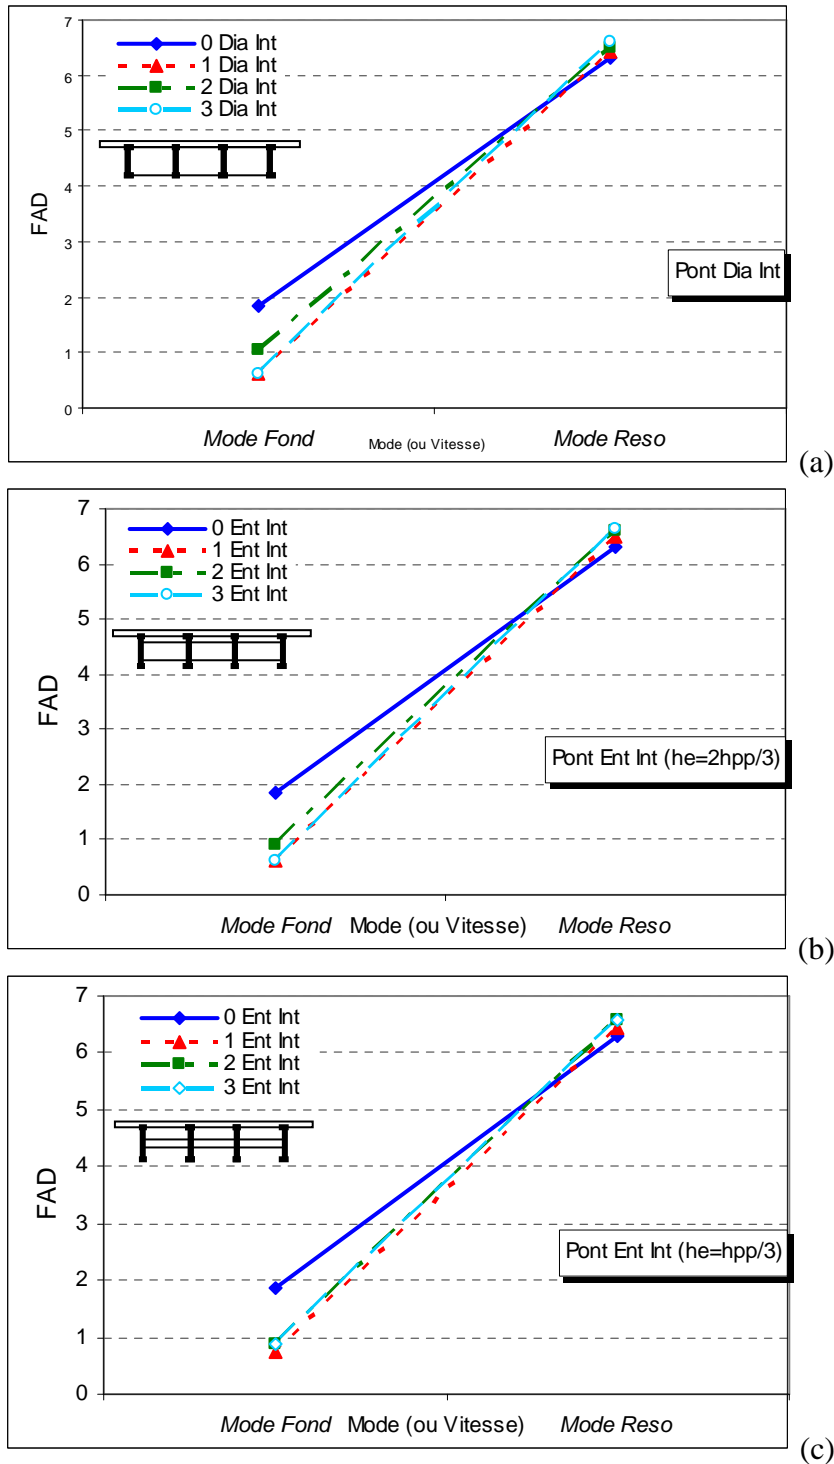 7
6
5
4
3
2
1
0
FAD
0 Dia Int
1 Dia Int
2 Dia Int
3 Dia Int
Pont Dia Int
Mode Fond
Mode (ou Vitesse)
Mode Reso
(a)
7
6
5
4
3
2
1
0
FAD
0 Ent Int
1 Ent Int
2 Ent Int
3 Ent Int
Pont Ent Int (he=2hpp/3)
Mode Fond Mode (ou Vitesse) Mode Reso
(b)
7
6
5
4
3
2
1
0
FAD
0 Ent Int
1 Ent Int
2 Ent Int
3 Ent Int
Pont Ent Int (he=hpp/3)
Mode Fond Mode (ou Vitesse) Mode Reso
(c)